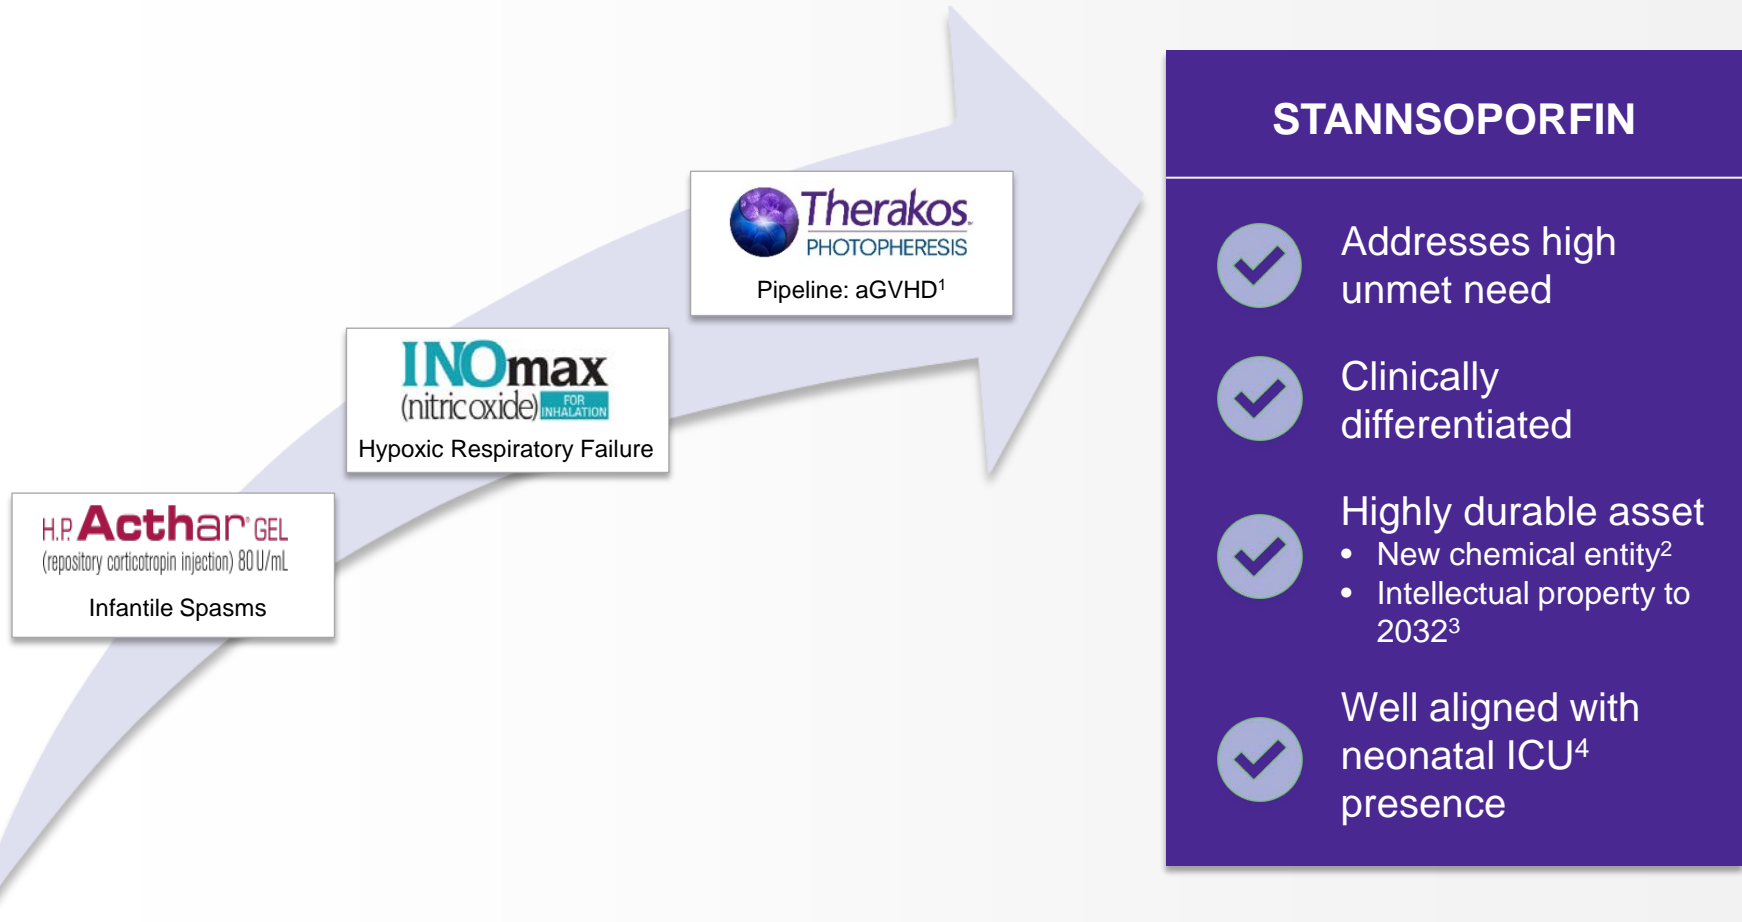 H.P. Acthar® GEL
(repository corticotropin injection) 80 U/mL
Infantile Spasms
INOmax
(nitric oxide) FOR INHALATION
Hypoxic Respiratory Failure
Therakos™
PHOTOPHERESIS
Pipeline: aGVHD¹
STANNSOPORFIN
Addresses high
unmet need
Clinically
differentiated
Highly durable asset
• New chemical entity²
• Intellectual property to
2032³
Well aligned with
neonatal ICU⁴
presence